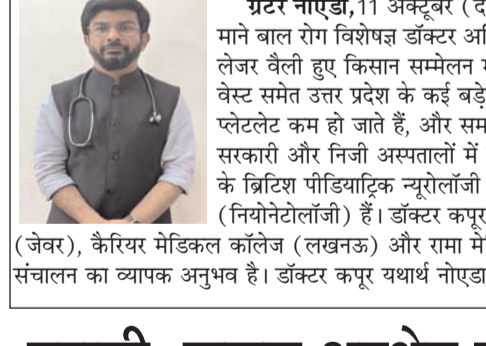 ग्रेटर नोएडा,11 अक्टूबर (
माने बाल रोग विशेषज्ञ डॉक्टर
लेजर वैली हुए किसान सम्मेलन
वेस्ट समेत उत्तर प्रदेश के कई बड़े
प्लेटलेट कम हो जाते हैं, और
सरकारी और निजी अस्पतालों में
के ब्रिटिश पीडियाट्रिक न्यूरोलॉजी
(नियोनेटोलॉजी) हैं। डॉक्टर कपूर
(जेवर), कैरियर मेडिकल कॉलेज (लखनऊ) और रामा
संचालन का व्यापक अनुभव है। डॉक्टर कपूर यथार्थ नोएडा